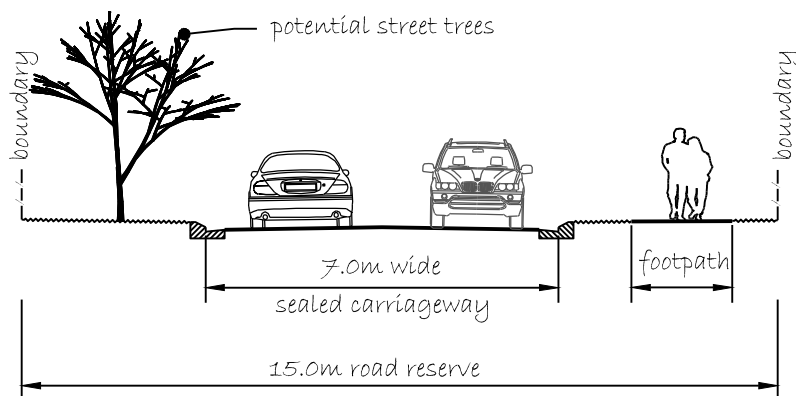 potential street trees
boundary
boundary
7.0m wide
sealed carriageway
footpath
15.0m road reserve